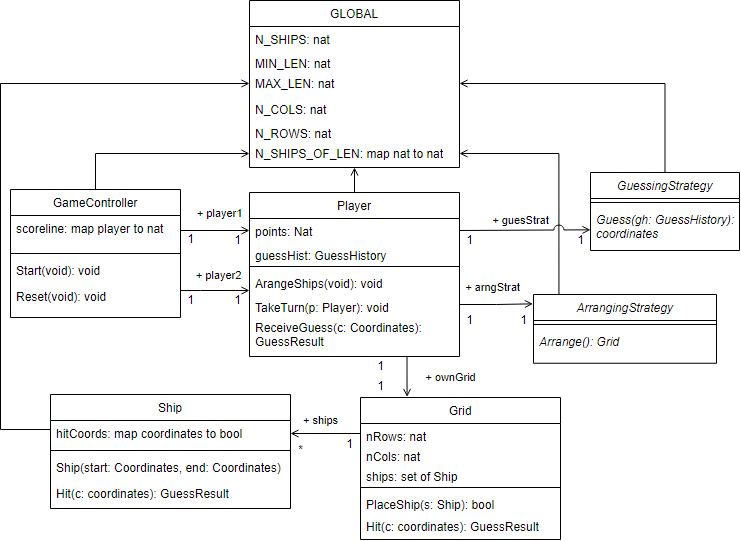 GLOBAL
N_SHIPS: nat
MIN_LEN: nat
MAX_LEN: nat
N_COLS: nat
N_ROWS: nat
N_SHIPS_OF_LEN: map nat to nat
GameController
scoreline: map player to nat
Start(void): void
Reset(void): void
+ player1
1
1
+ player2
1
1
Player
points: Nat
guessHist: GuessHistory
ArangeShips(void): void
TakeTurn(p: Player): void
ReceiveGuess(c: Coordinates):
GuessResult
+ guesStrat
1
1
GuessingStrategy
Guess(gh: GuessHistory):
coordinates
+ arngStrat
1
1
ArrangingStrategy
Arrange(): Grid
1
1
+ ownGrid
Ship
hitCoords: map coordinates to bool
Ship(start: Coordinates, end: Coordinates)
Hit(c: coordinates): GuessResult
+ ships
*
1
Grid
nRows: nat
nCols: nat
ships: set of Ship
PlaceShip(s: Ship): bool
Hit(c: coordinates): GuessResult